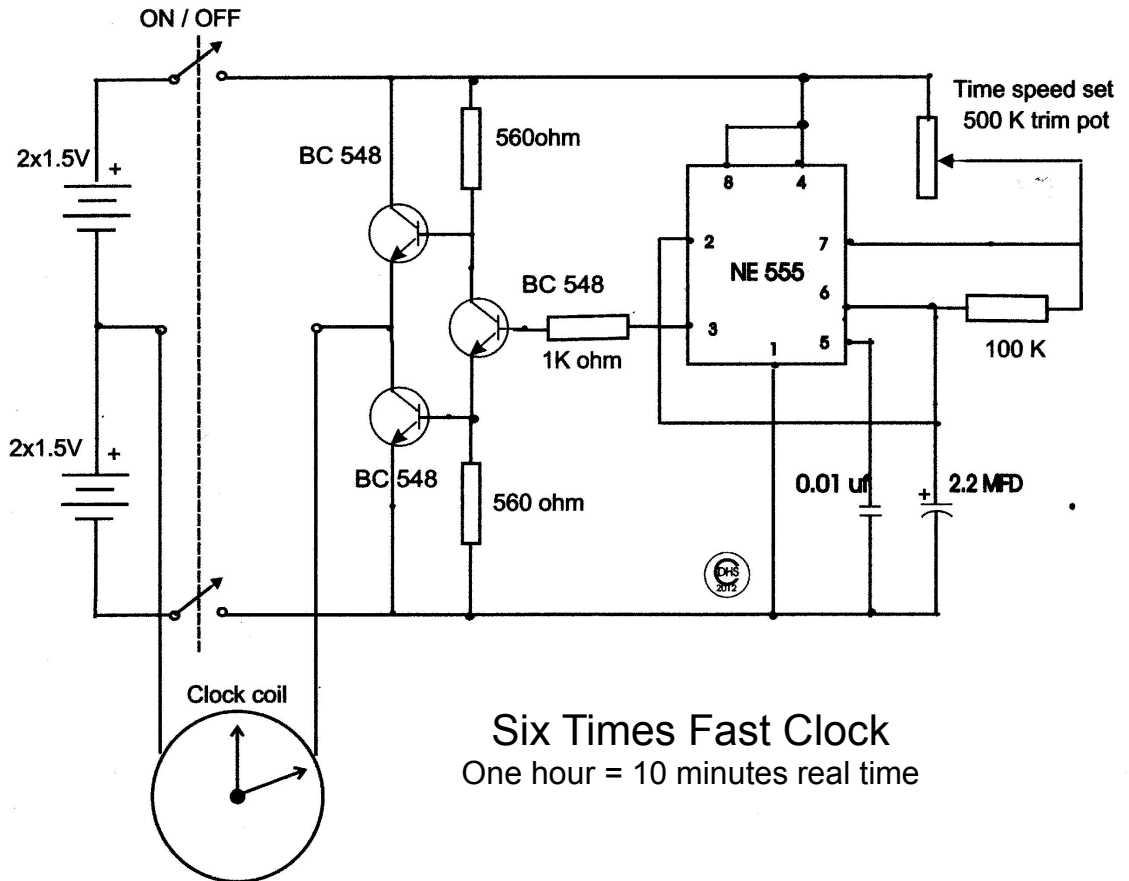 ON / OFF
Time speed set
500 K trim pot
2x1.5V
+
BC 548
560ohm
8
4
2
7
NE 555
BC 548
6
3
5
1K ohm
1
100 K
2x1.5V
+
BC 548
560 ohm
0.01 uf
+
2.2 MFD
EDHS
2012
Clock coil
Six Times Fast Clock
One hour = 10 minutes real time